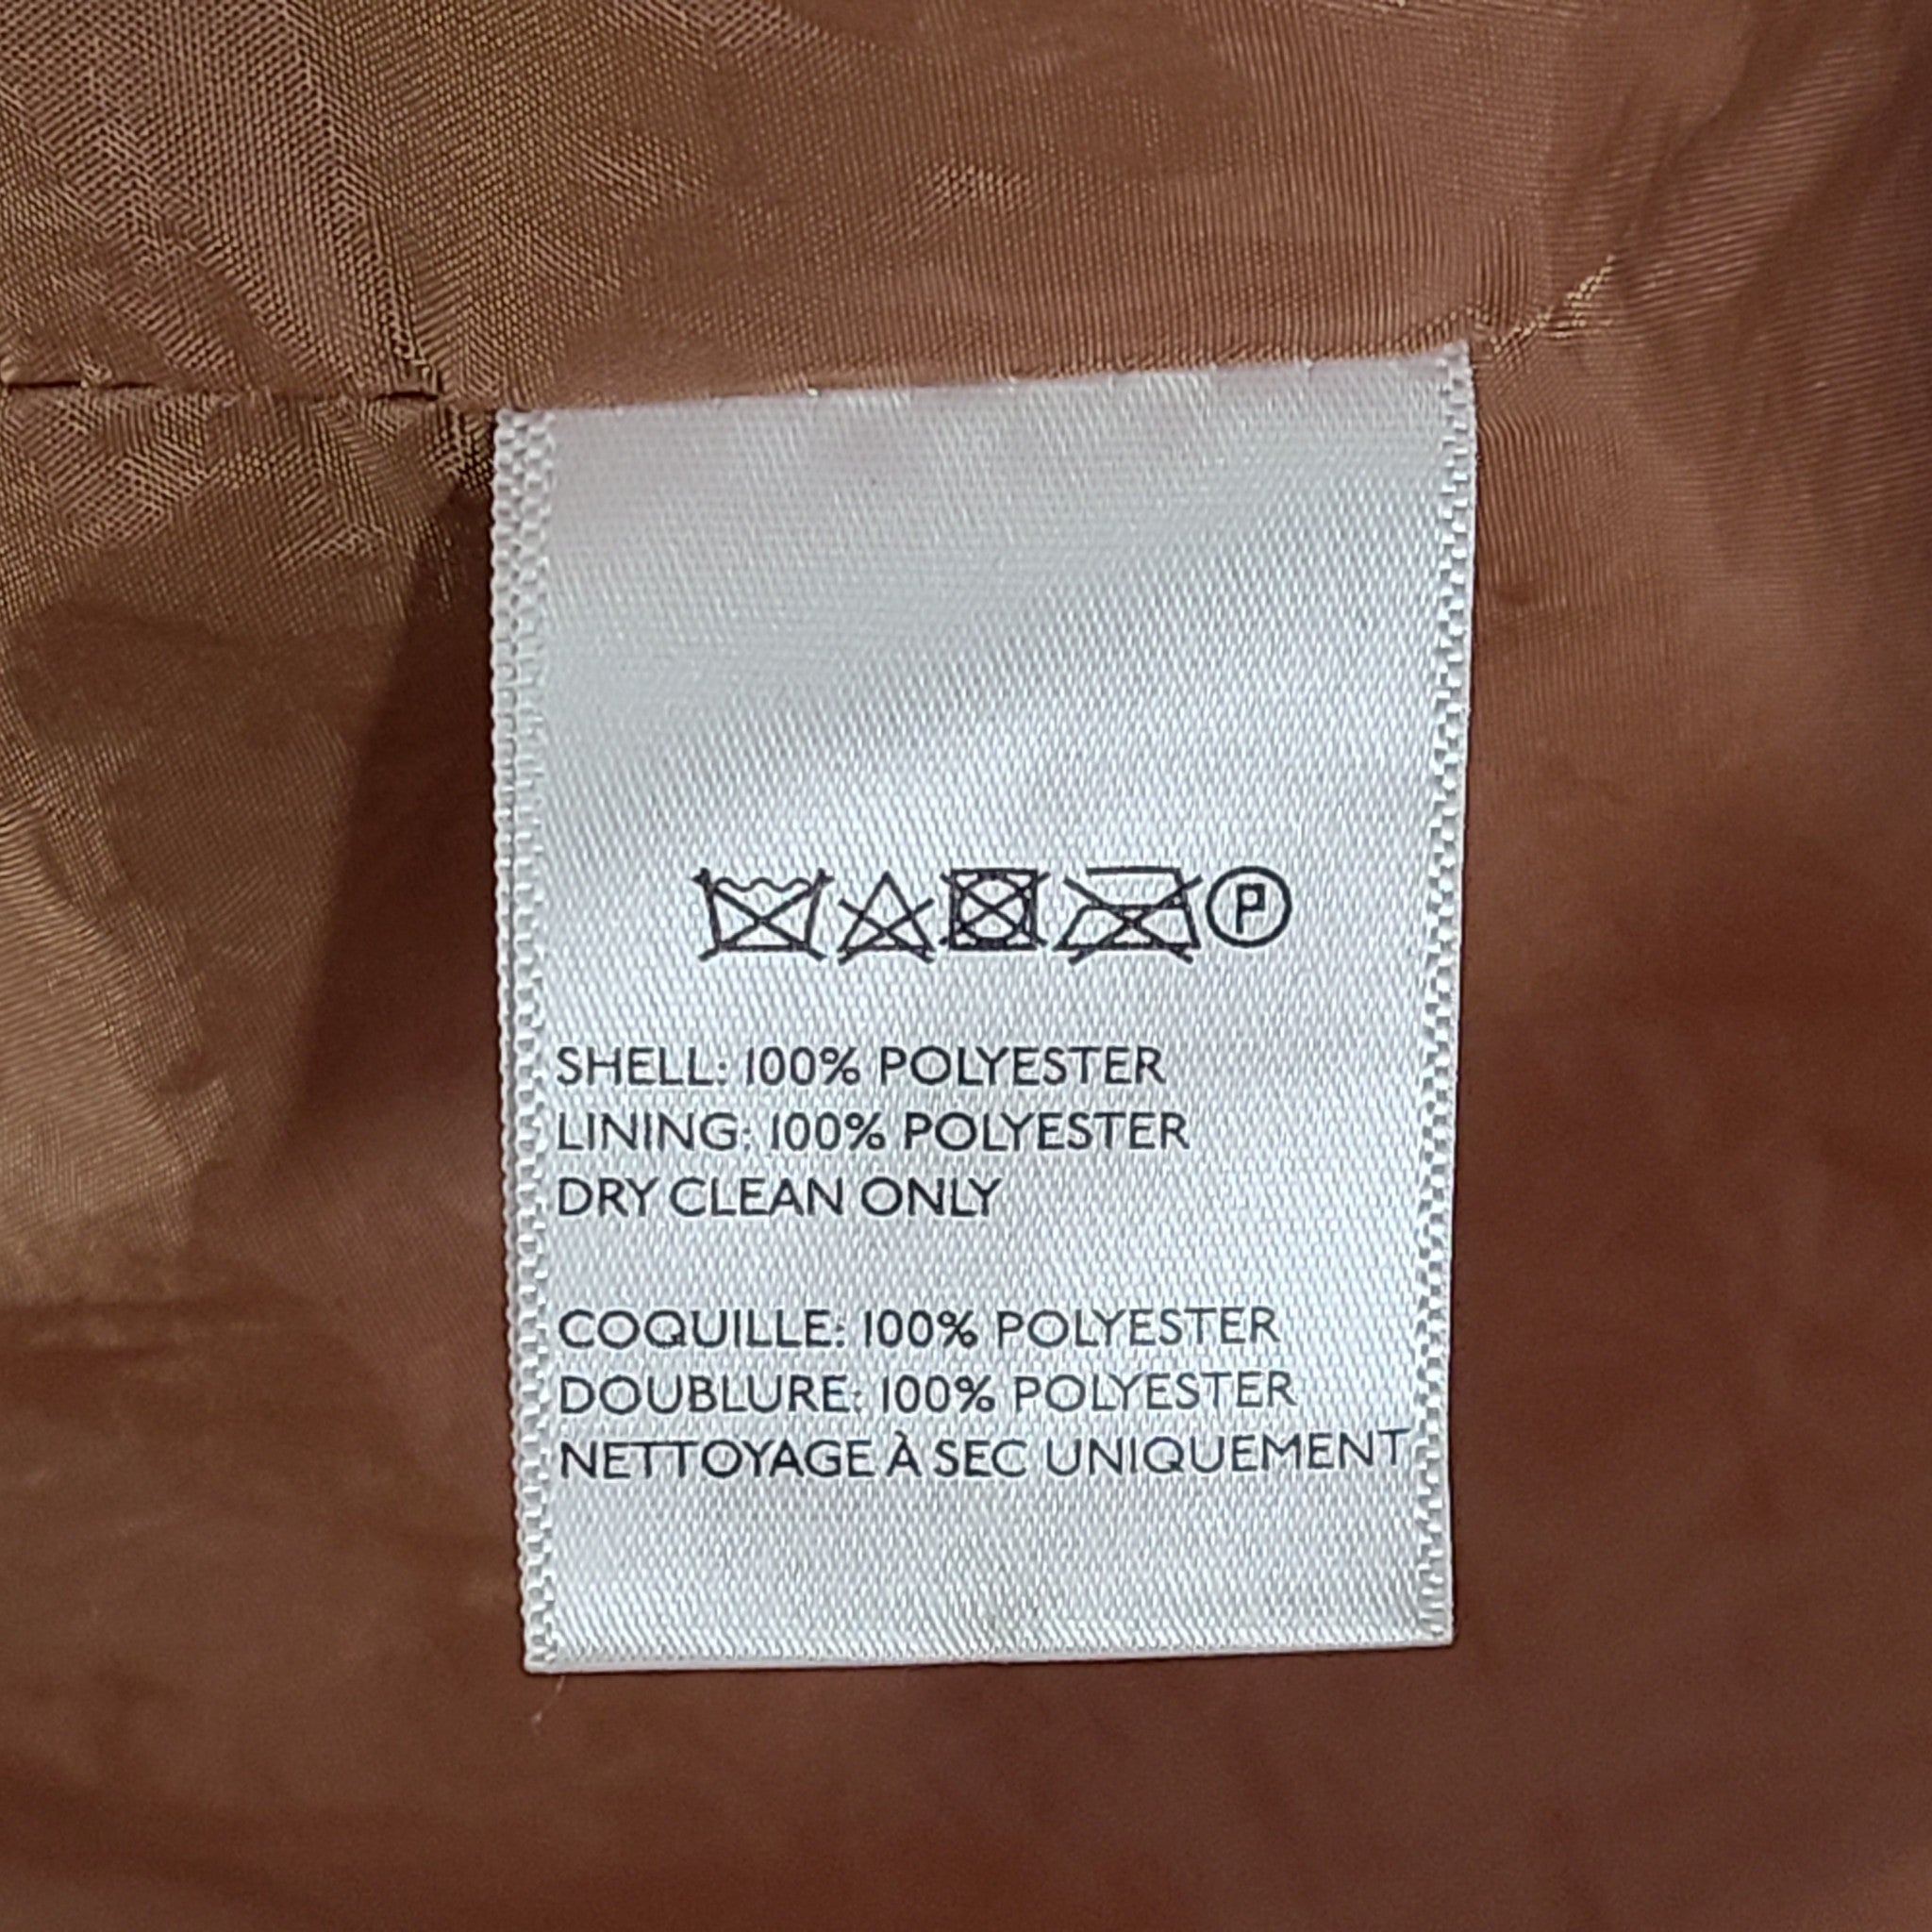 P
SHELL: 100% POLYESTER
LINING: 100% POLYESTER
DRY CLEAN ONLY
COQUILLE: 100% POLYESTER
DOUBLURE: 100% POLYESTER
NETTOYAGE À SEC UNIQUEMENT